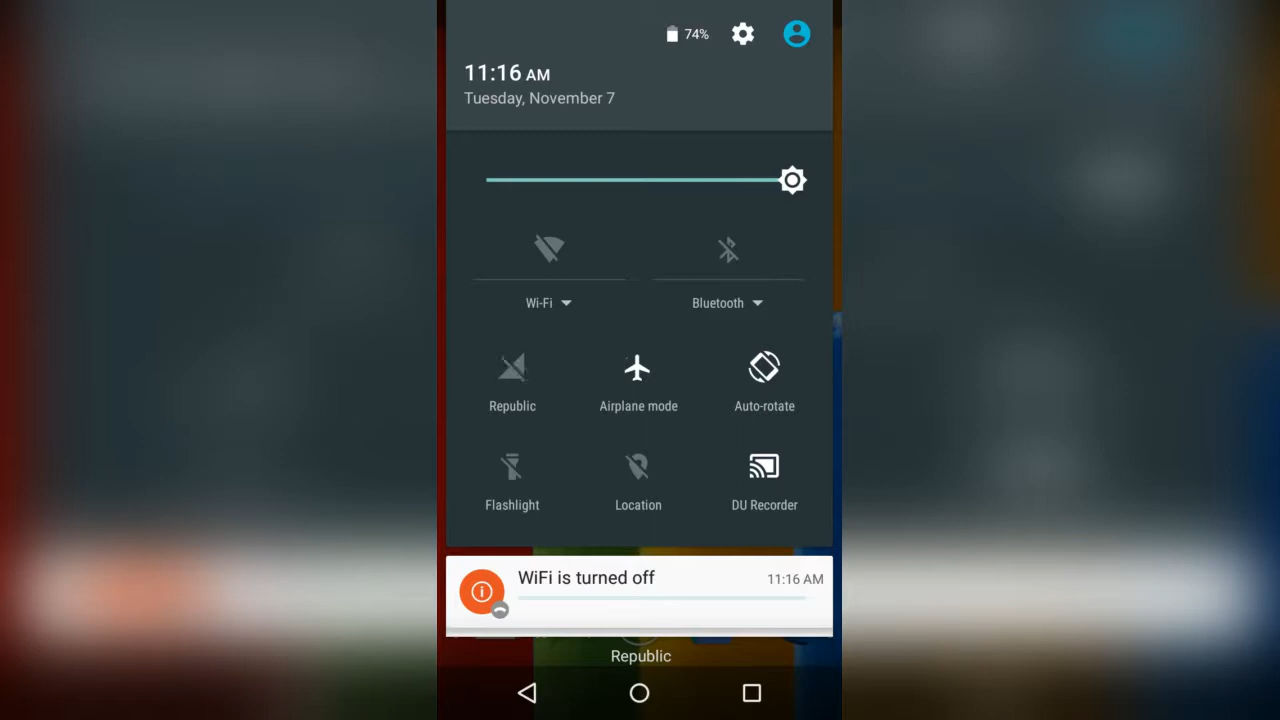 74%
11:16 AM
Tuesday, November 7
Wi-Fi
Bluetooth
Republic
Airplane mode
Auto-rotate
Flashlight
Location
DU Recorder
WiFi is turned off
11:16 AM
Republic